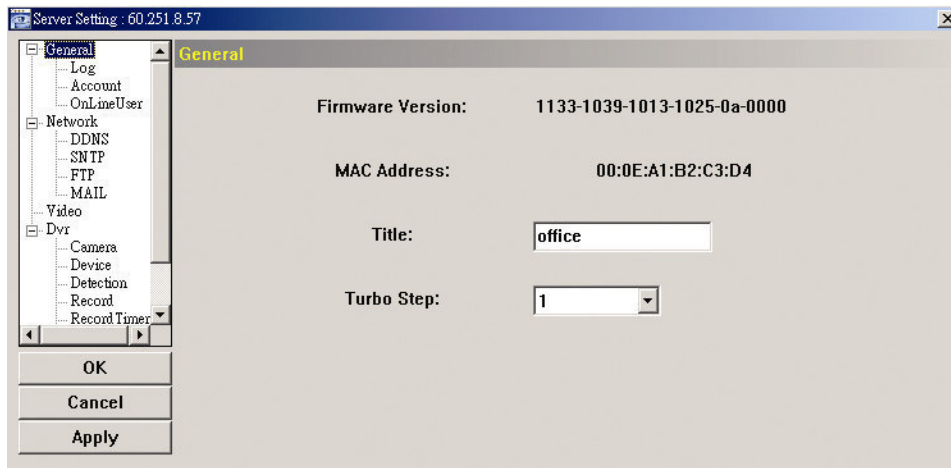 Server Setting : 60.251.8.57
General
Log
Account
OnLineUser
Network
DDNS
SNTP
FTP
MAIL
Video
Dvr
Camera
Device
Detection
Record
RecordTimer
OK
Cancel
Apply
General
Firmware Version: 1133-1039-1013-1025-0a-0000
MAC Address: 00:0E:A1:B2:C3:D4
Title: office
Turbo Step: 1